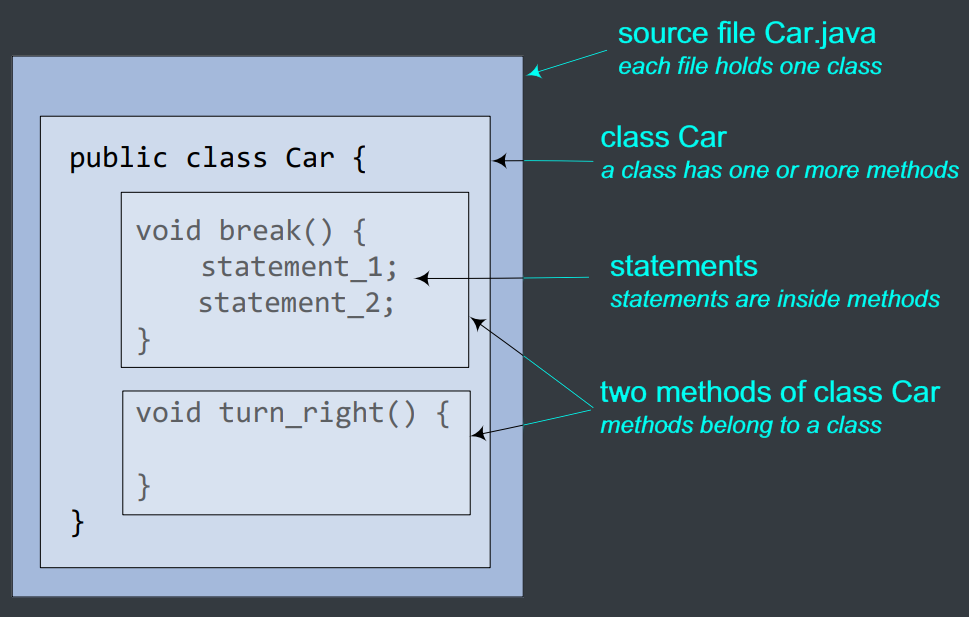 source file Car.java
each file holds one class
public class Car {
class Car
a class has one or more methods
void break() {
statement_1;
statement_2;
}
statements
statements are inside methods
void turn_right() {
}
two methods of class Car
methods belong to a class
}